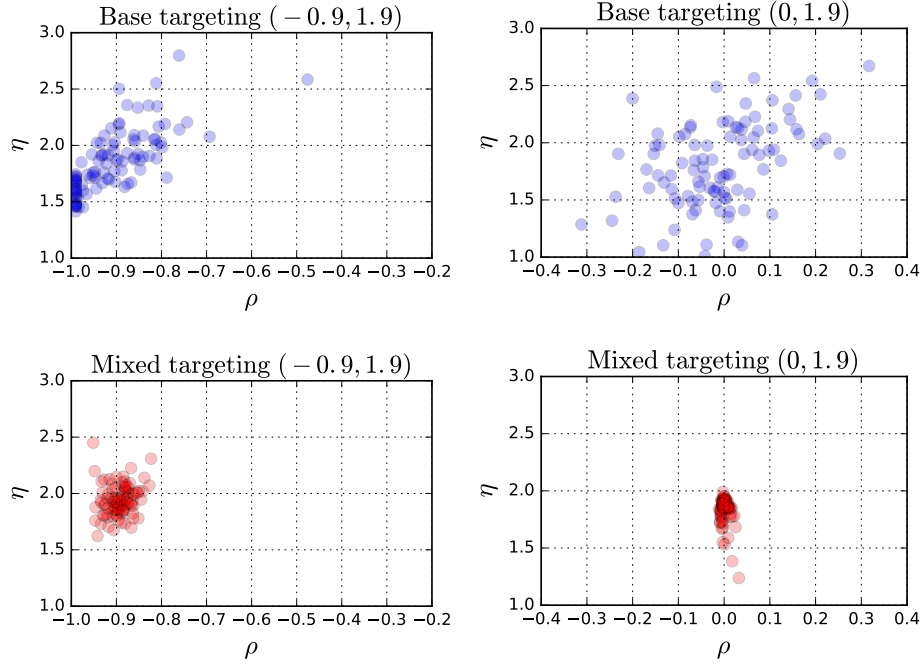 Base targeting (−0.9, 1.9)
3.0
2.5
2.0
1.5
1.0
η
−1.0 −0.9 −0.8 −0.7 −0.6 −0.5 −0.4 −0.3 −0.2
ρ
Base targeting (0, 1.9)
3.0
2.5
2.0
1.5
1.0
η
−0.4 −0.3 −0.2 −0.1 0.0 0.1 0.2 0.3 0.4
ρ
Mixed targeting (−0.9, 1.9)
3.0
2.5
2.0
1.5
1.0
η
−1.0 −0.9 −0.8 −0.7 −0.6 −0.5 −0.4 −0.3 −0.2
ρ
Mixed targeting (0, 1.9)
3.0
2.5
2.0
1.5
1.0
η
−0.4 −0.3 −0.2 −0.1 0.0 0.1 0.2 0.3 0.4
ρ